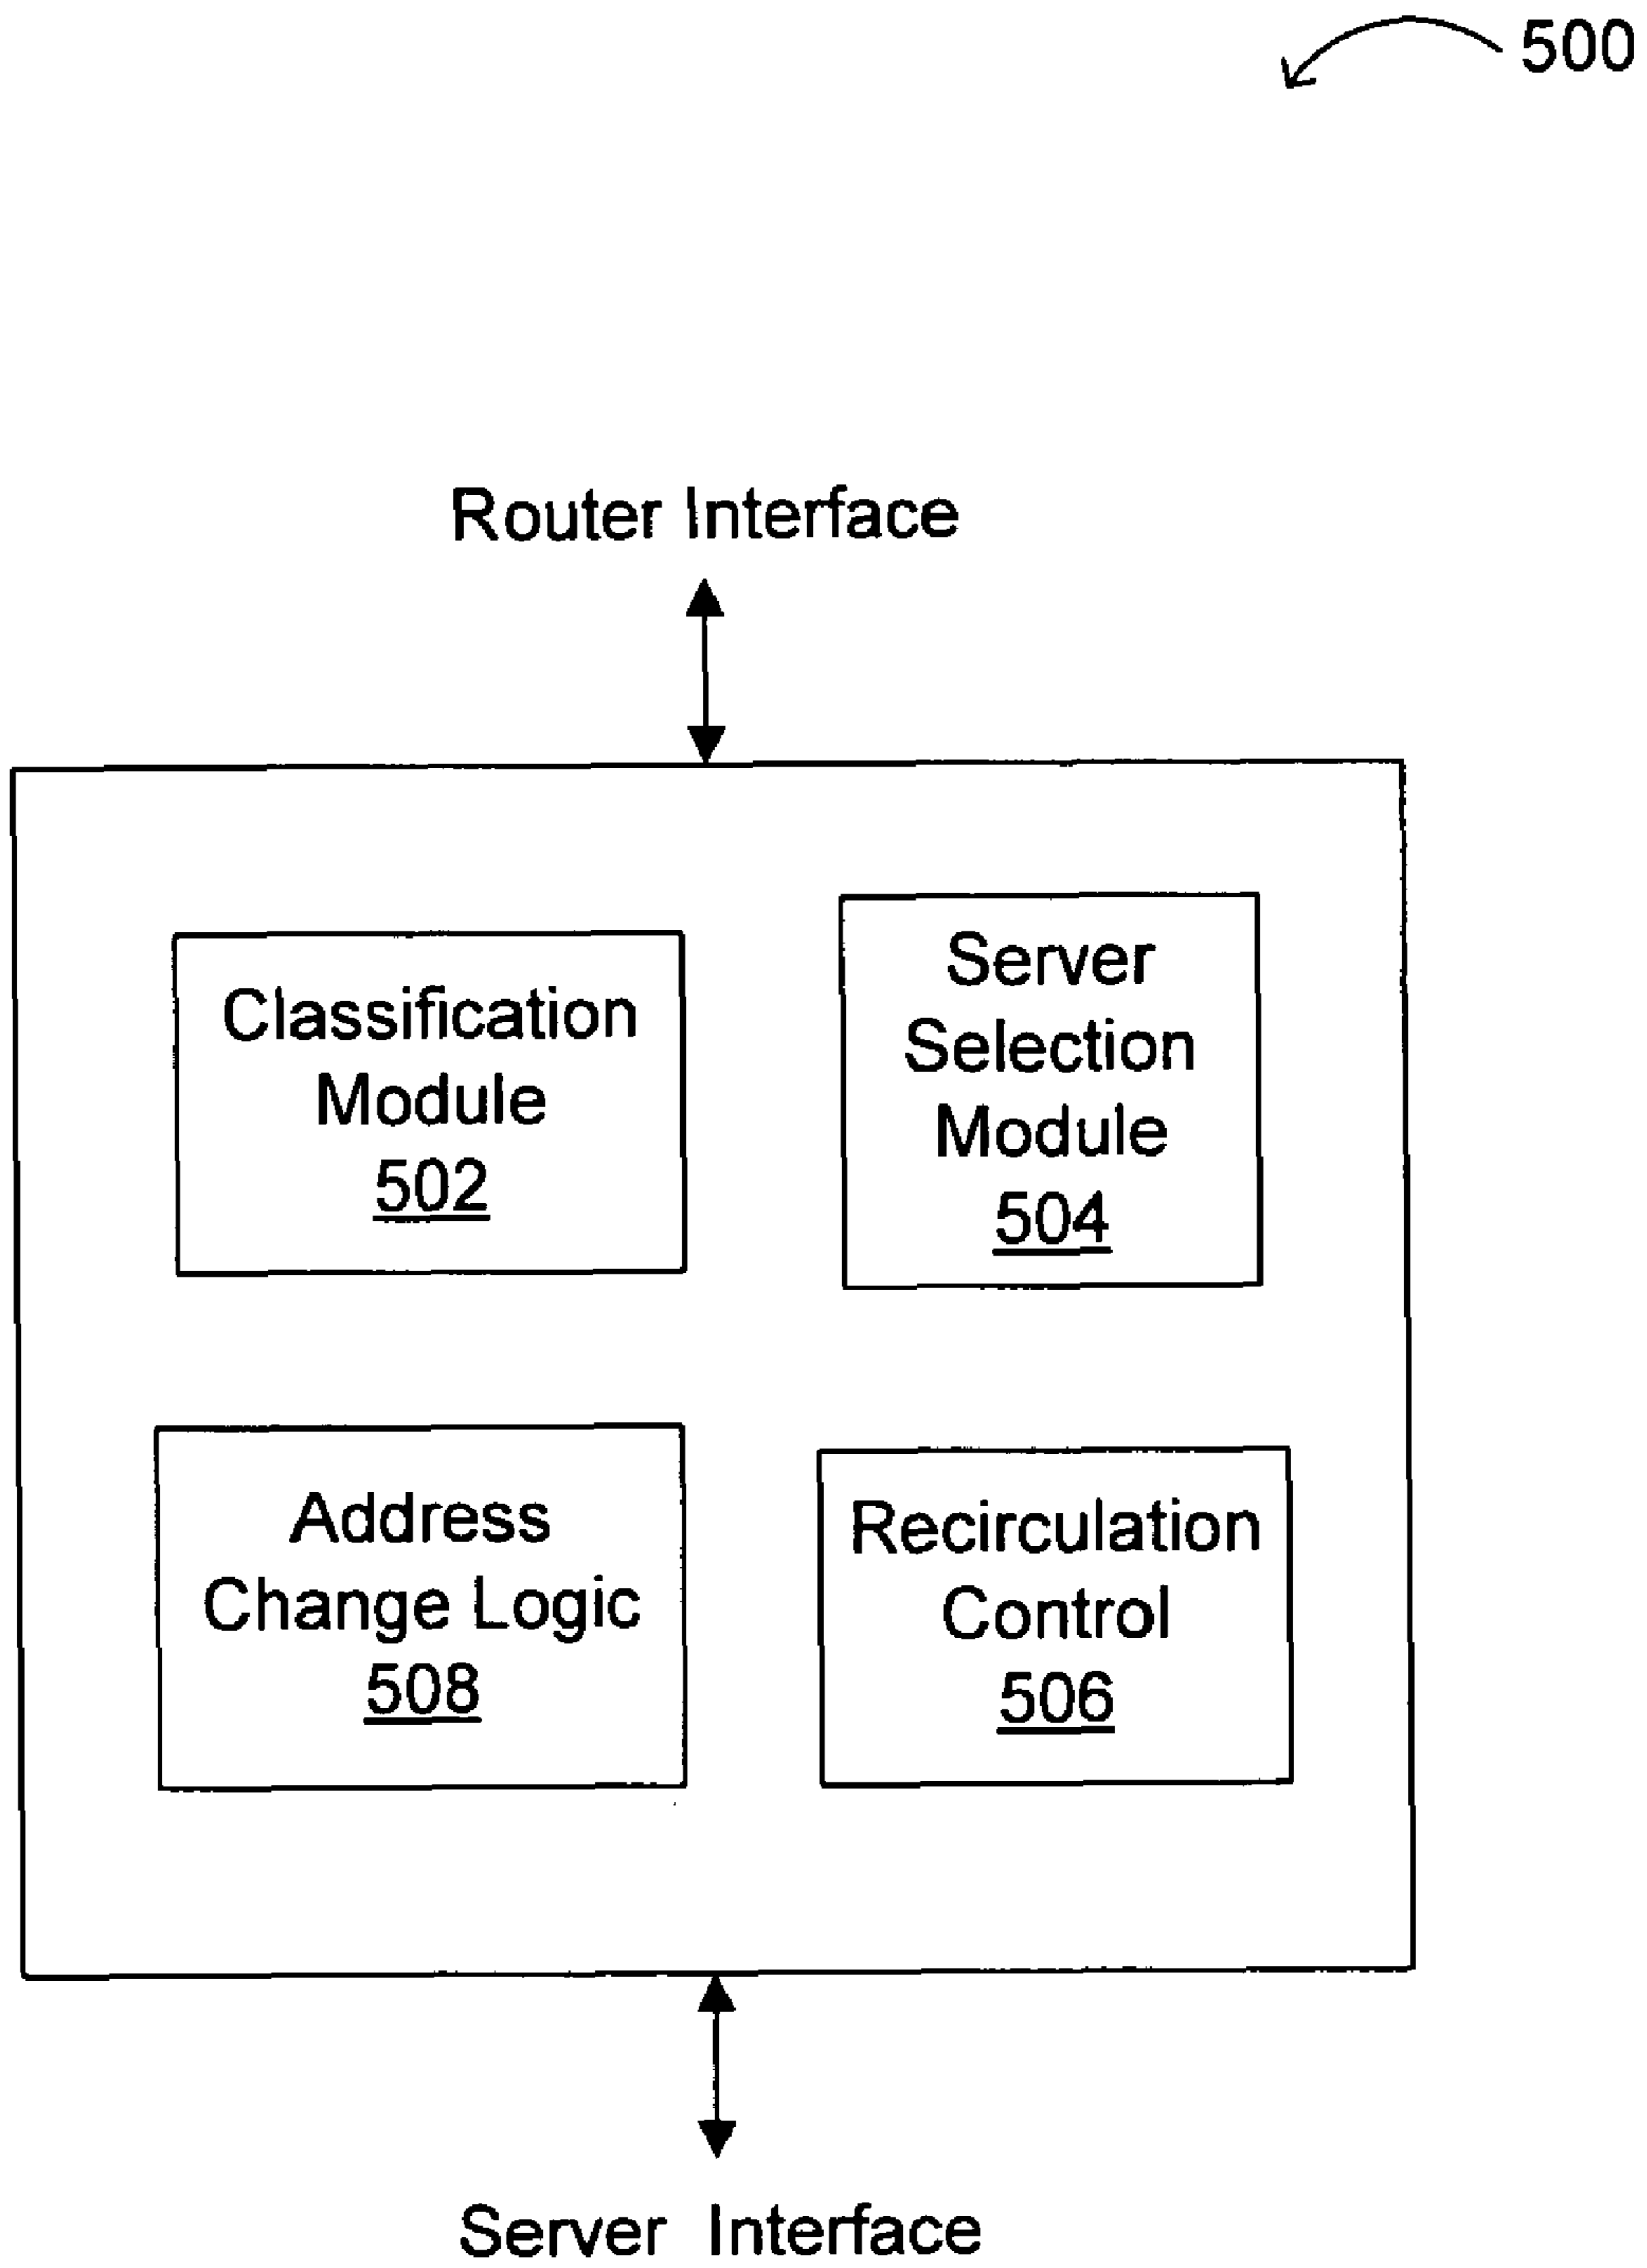 500
Router Interface
Classification
Module
502
Server
Selection
Module
504
Address
Change Logic
508
Recirculation
Control
506
Server Interface